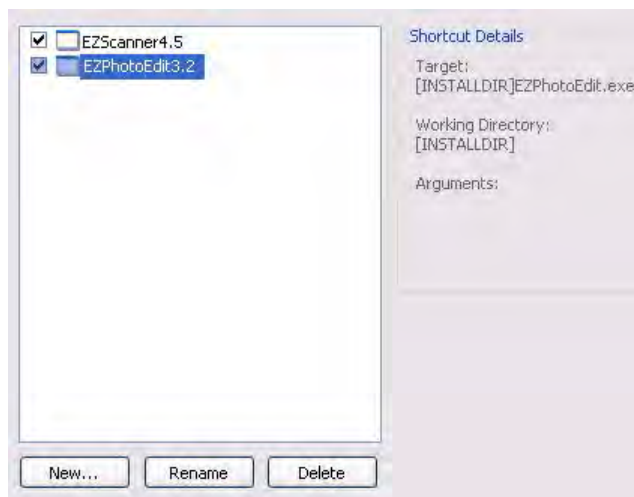 EZScanner4.5
EZPhotoEdit3.2
New...
Rename
Delete
Shortcut Details
Target:
[INSTALLDIR]EZPhotoEdit.exe
Working Directory:
[INSTALLDIR]
Arguments: